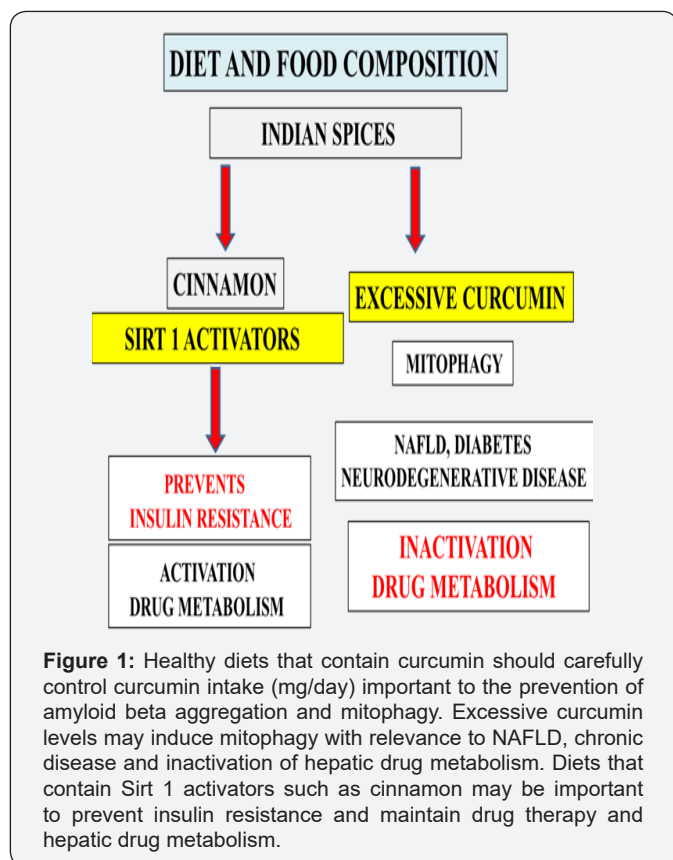 DIET AND FOOD COMPOSITION
INDIAN SPICES
CINNAMON
SIRT 1 ACTIVATORS
PREVENTS
INSULIN RESISTANCE
ACTIVATION
DRUG METABOLISM
EXCESSIVE CURCUMIN
MITOPHAGY
NAFLD, DIABETES
NEURODEGENERATIVE DISEASE
INACTIVATION
DRUG METABOLISM
Figure 1: Healthy diets that contain curcumin should carefully
control curcumin intake (mg/day) important to the prevention of
amyloid beta aggregation and mitophagy. Excessive curcumin
levels may induce mitophagy with relevance to NAFLD, chronic
disease and inactivation of hepatic drug metabolism. Diets that
contain Sirt 1 activators such as cinnamon may be important
to prevent insulin resistance and maintain drug therapy and
hepatic drug metabolism.